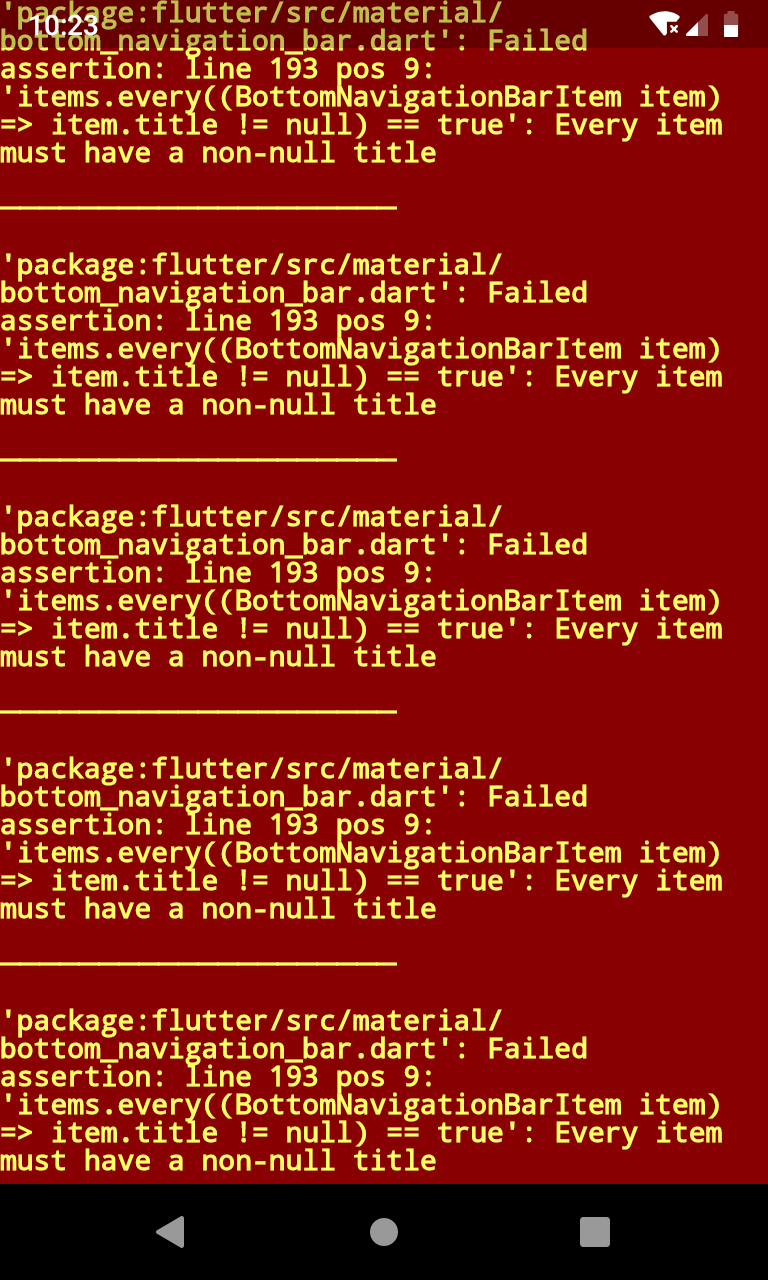 'package:flutter/src/material/
10:23
bottom_navigation_bar.dart': Failed
assertion: line 193 pos 9:
'items.every((BottomNavigationBarItem item)
=> item.title != null) == true': Every item
must have a non-null title
'package:flutter/src/material/
bottom_navigation_bar.dart': Failed
assertion: line 193 pos 9:
'items.every((BottomNavigationBarItem item)
=> item.title != null) == true': Every item
must have a non-null title
'package:flutter/src/material/
bottom_navigation_bar.dart': Failed
assertion: line 193 pos 9:
'items.every((BottomNavigationBarItem item)
=> item.title != null) == true': Every item
must have a non-null title
'package:flutter/src/material/
bottom_navigation_bar.dart': Failed
assertion: line 193 pos 9:
'items.every((BottomNavigationBarItem item)
=> item.title != null) == true': Every item
must have a non-null title
'package:flutter/src/material/
bottom_navigation_bar.dart': Failed
assertion: line 193 pos 9:
'items.every((BottomNavigationBarItem item)
=> item.title != null) == true': Every item
must have a non-null title